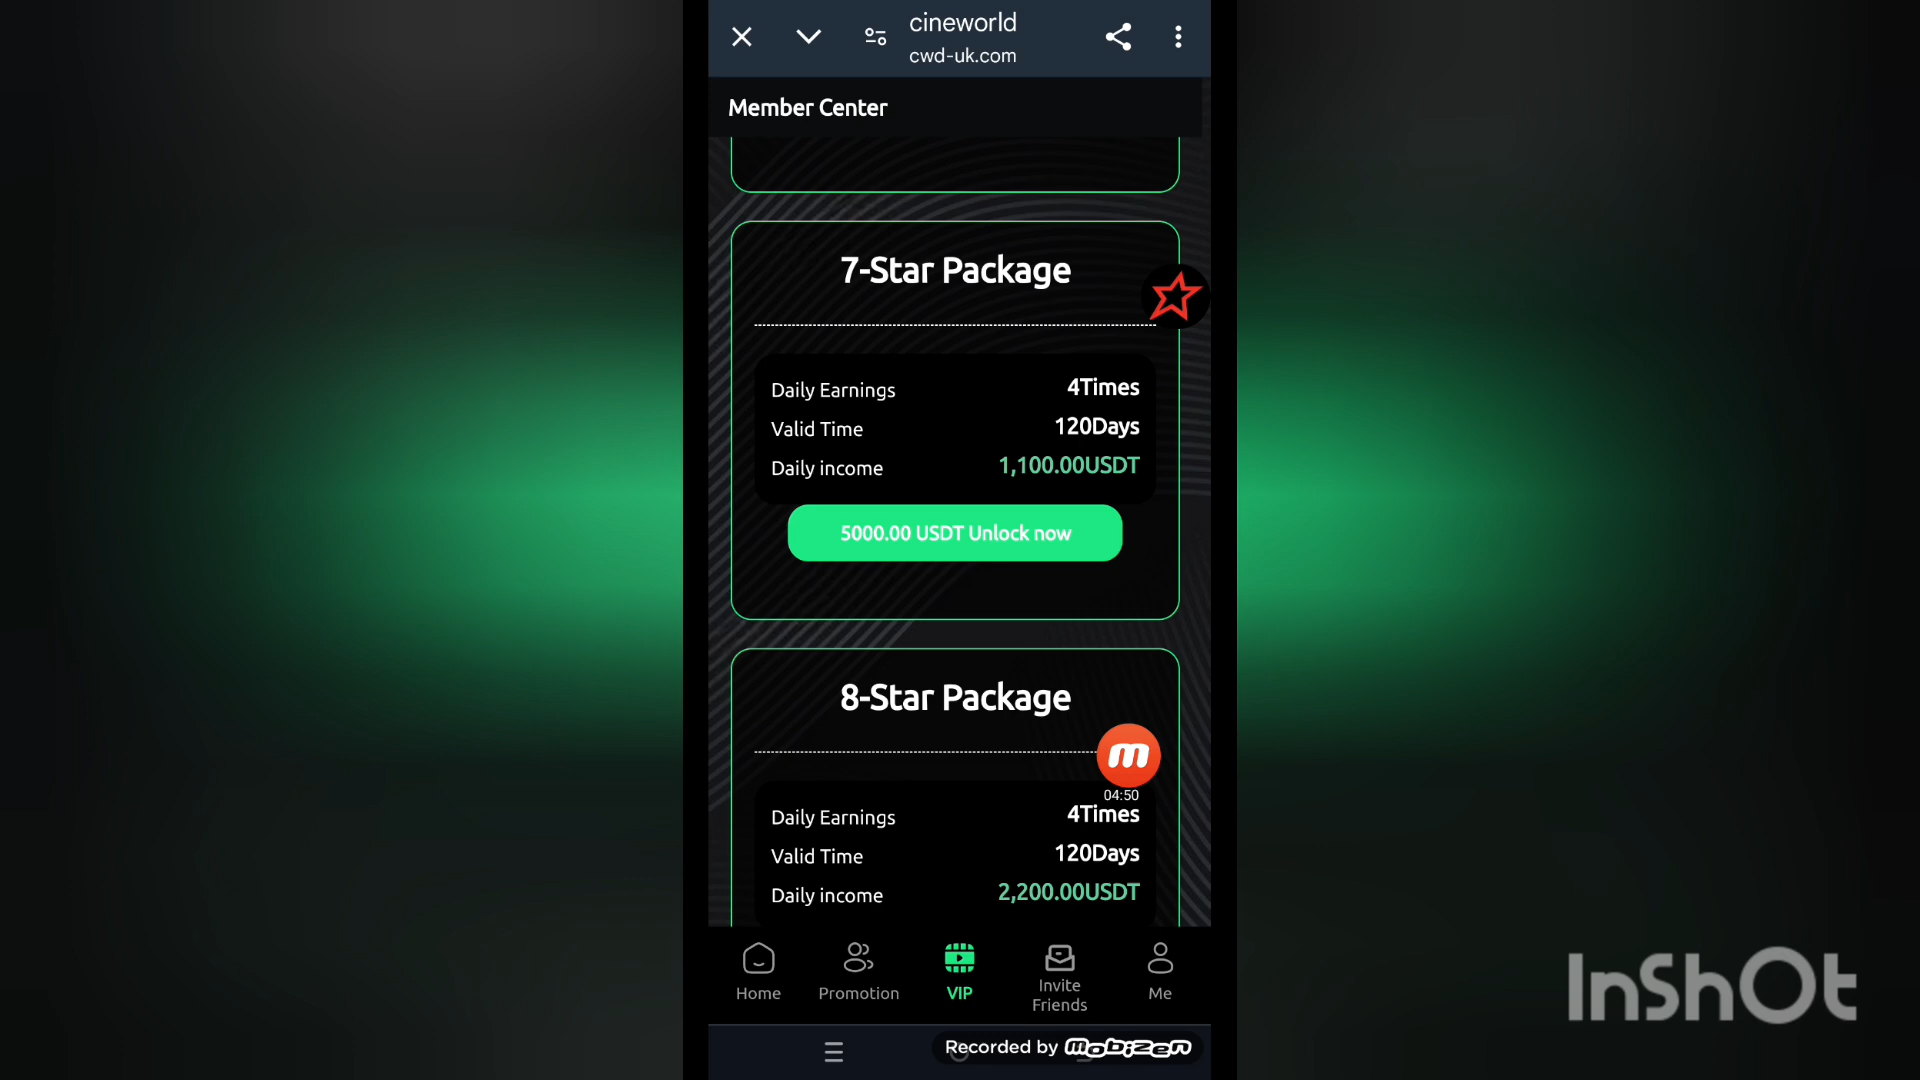 cineworld
cwd-uk.com
Member Center
7-Star Package
Daily Earnings 4Times
Valid Time 120Days
Daily income 1,100.00USDT
5000.00 USDT Unlock now
8-Star Package
m
04:50
Daily Earnings 4Times
Valid Time 120Days
Daily income 2,200.00USDT
Home
Promotion
VIP
Invite
Friends
Me
Recorded by Mobizen
InShOt